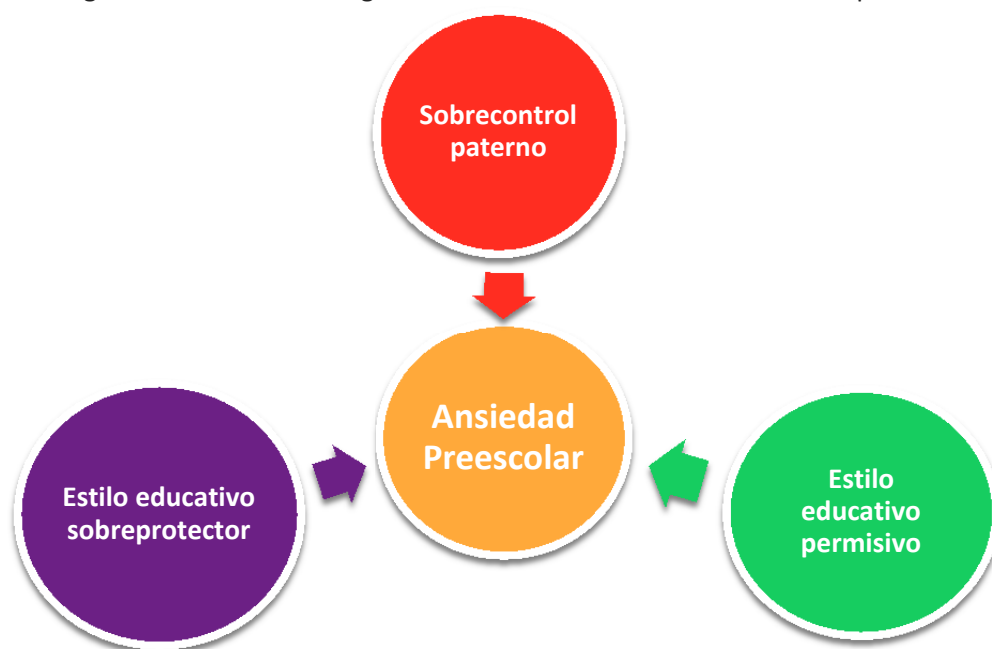 Sobrecontrol
paterno
Ansiedad
Preescolar
Estilo educativo
sobreprotector
Estilo
educativo
permisivo